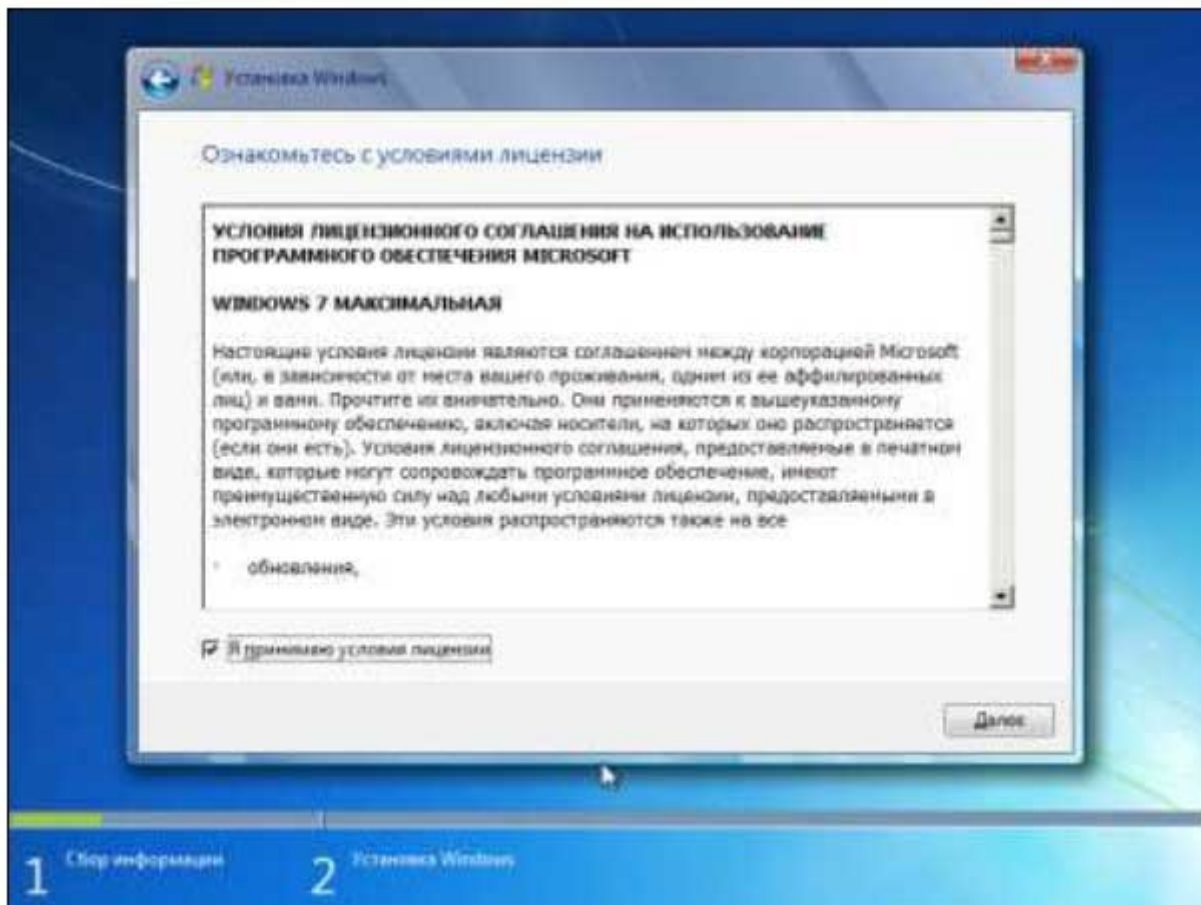 Установка Windows
Ознакомьтесь с условиями лицензии
УСЛОВИЯ ЛИЦЕНЗИОННОГО СОГЛАШЕНИЯ НА ИСПОЛЬЗОВАНИЕ
ПРОГРАММНОГО ОБЕСПЕЧЕНИЯ MICROSOFT
WINDOWS 7 МАКСИМАЛЬНАЯ
Настоящие условия лицензии являются соглашением между корпорацией Microsoft
(или, в зависимости от места вашего проживания, одним из ее аффилированных
лиц) и вами. Прочтите их внимательно. Они применяются к вышеуказанному
программному обеспечению, включая носители, на которых оно распространяется
(если они есть). Условия лицензионного соглашения, предоставляемые в печатном
виде, которые могут сопровождать программное обеспечение, имеют
преимущественную силу над любыми условиями лицензии, предоставляемыми в
электронном виде. Эти условия распространяются также на все
· обновления,
Я принимаю условия лицензии
Далее
1 Сбор информации
2 Установка Windows